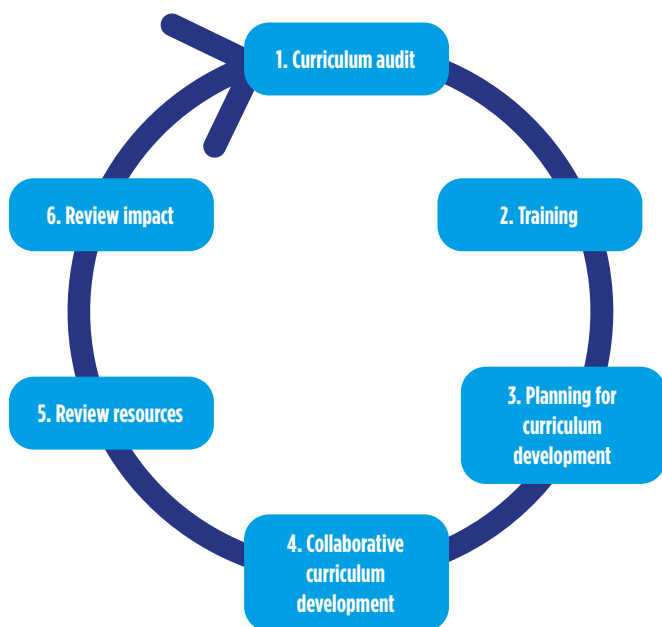 1. Curriculum audit
2. Training
3. Planning for
curriculum
development
4. Collaborative
curriculum
development
5. Review resources
6. Review impact